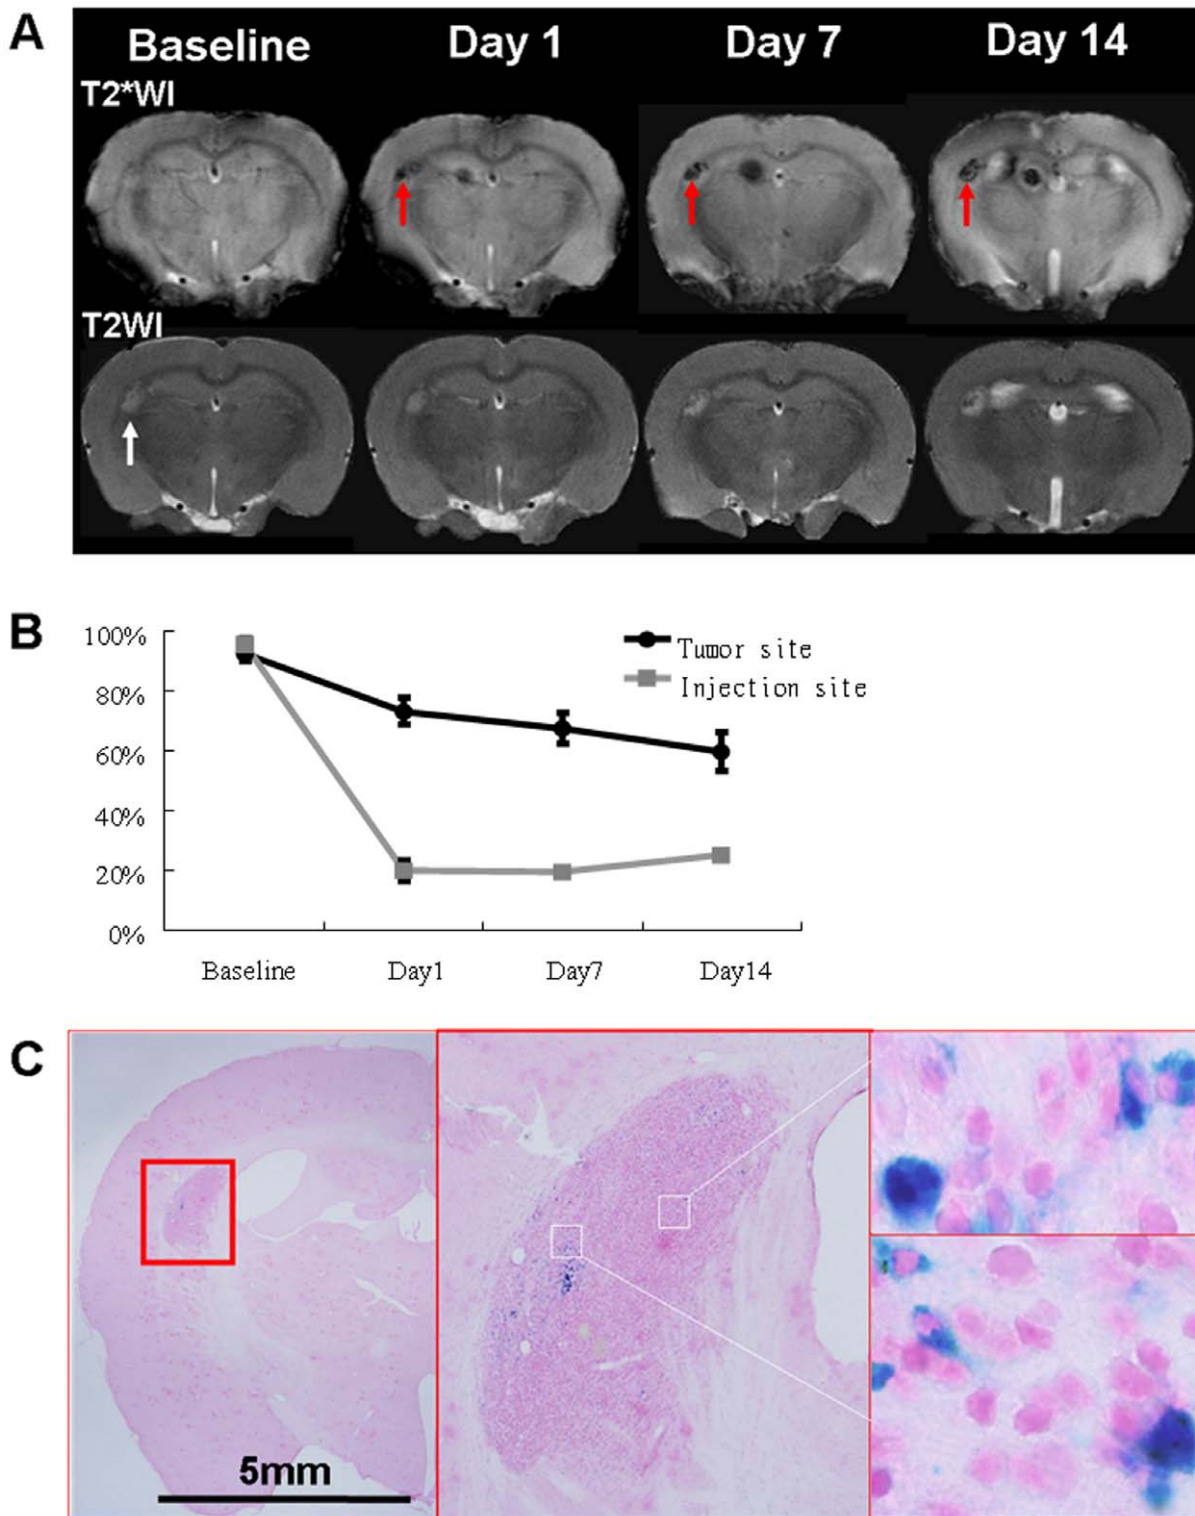 A
Baseline
Day 1
Day 7
Day 14
T2*WI
T2WI
B
100%
80%
60%
40%
20%
0%
Tumor site
Injection site
Baseline
Day1
Day7
Day14
C
5mm